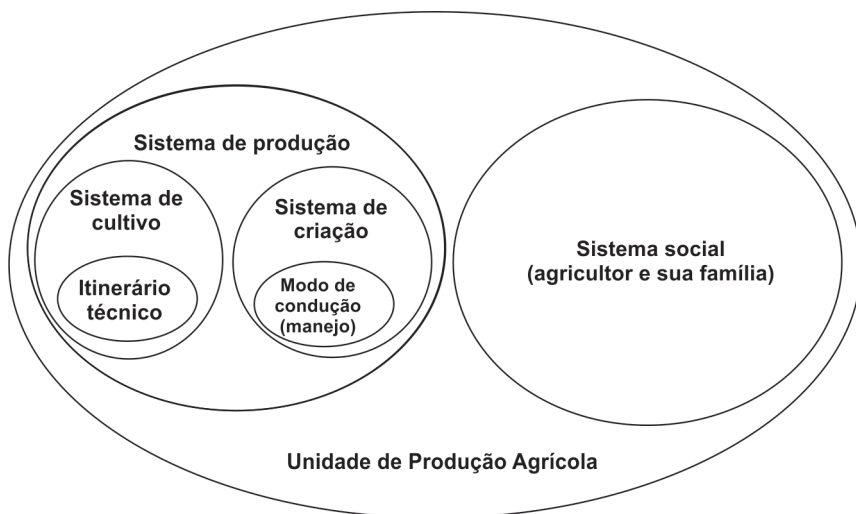 Sistema de produção
Sistema de
cultivo
Itinerário
técnico
Sistema de
criação
Modo de
condução
(manejo)
Sistema social
(agricultor e sua família)
Unidade de Produção Agrícola